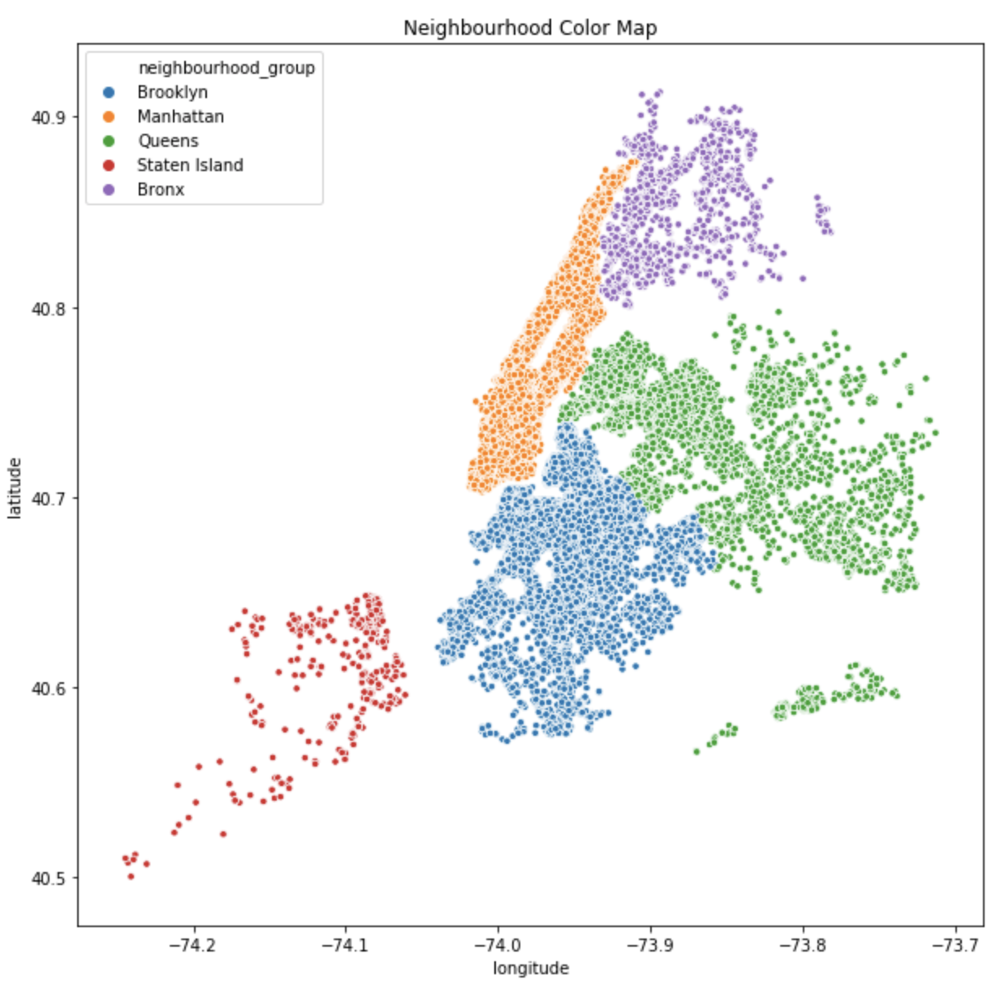 Neighbourhood Color Map
neighbourhood_group
Brooklyn
Manhattan
Queens
Staten Island
Bronx
latitude
40.9
40.8
40.7
40.6
40.5
−74.2 −74.1 −74.0 −73.9 −73.8 −73.7
longitude